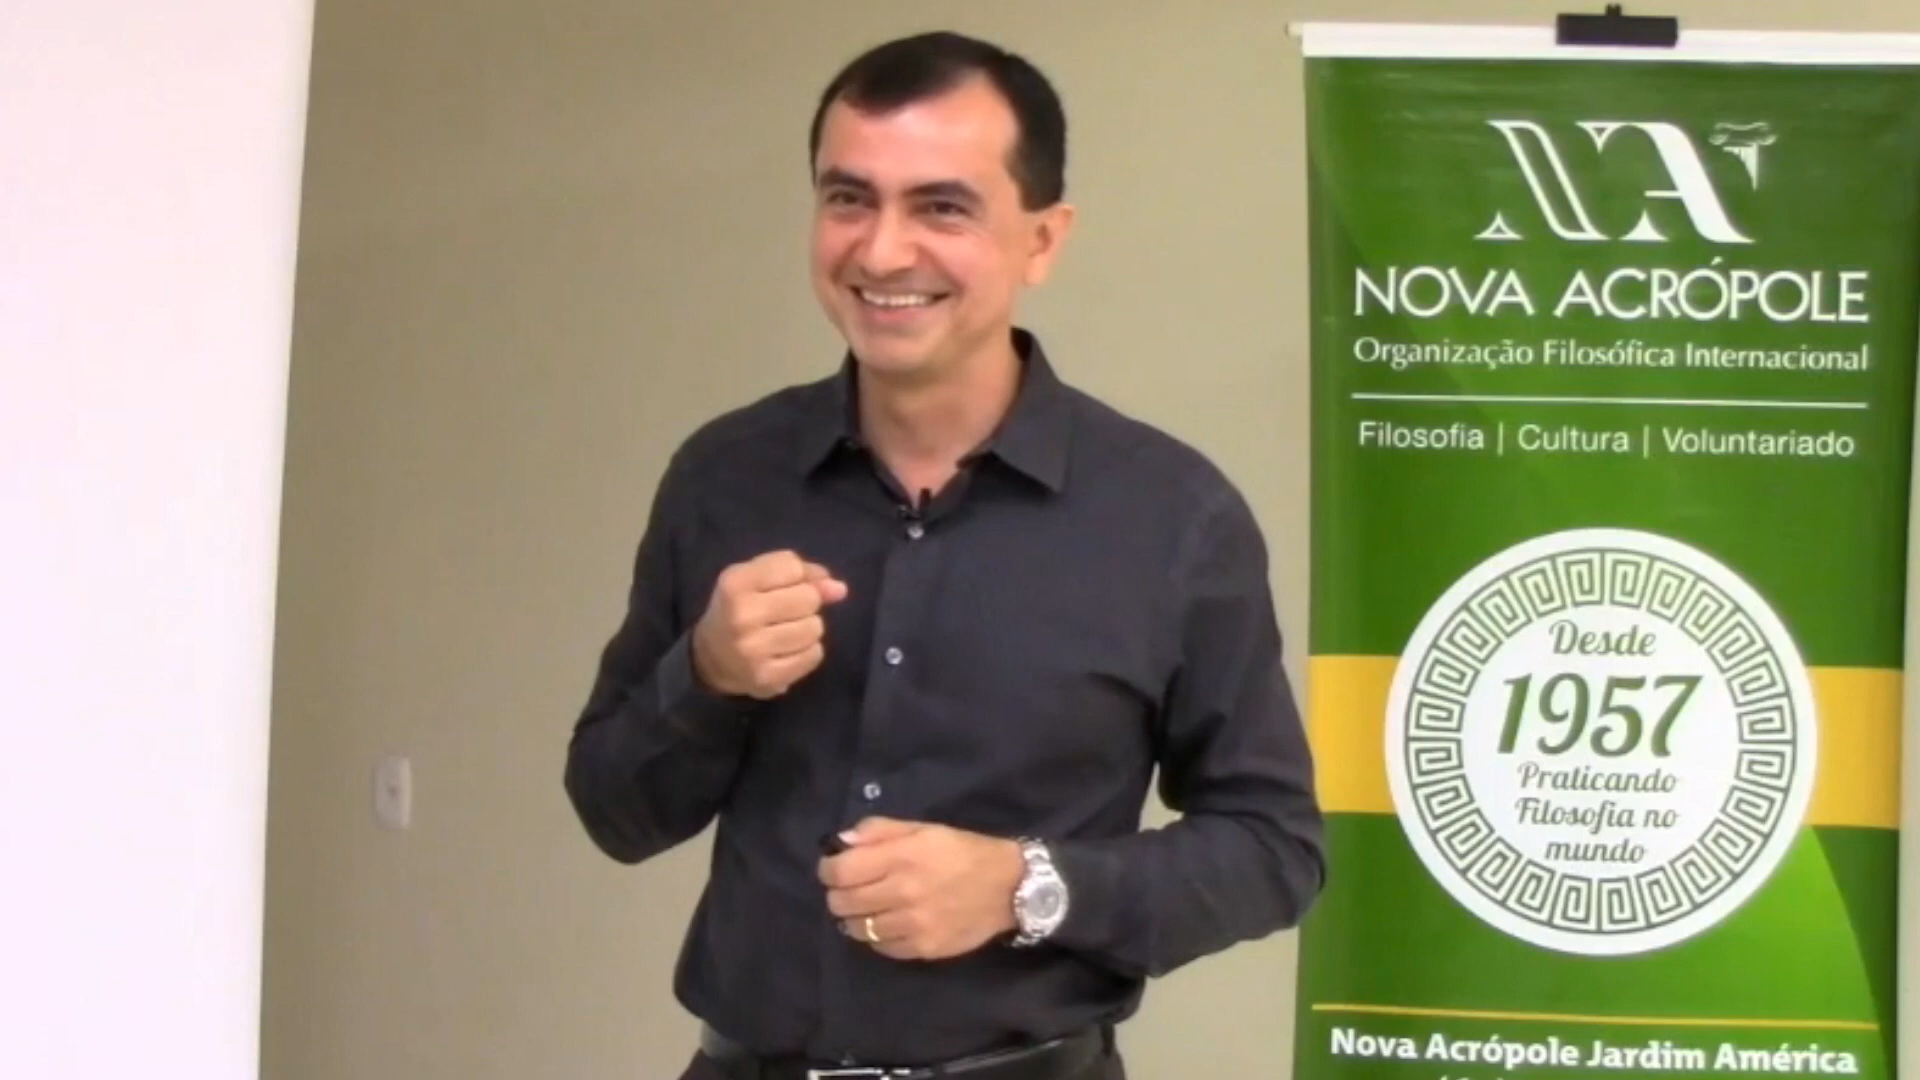 NA
NOVA ACRÓPOLE
Organização Filosófica Internacional
Filosofia | Cultura | Voluntariado
Desde
1957
Praticando
Filosofia no
mundo
Nova Acrópole Jardim América